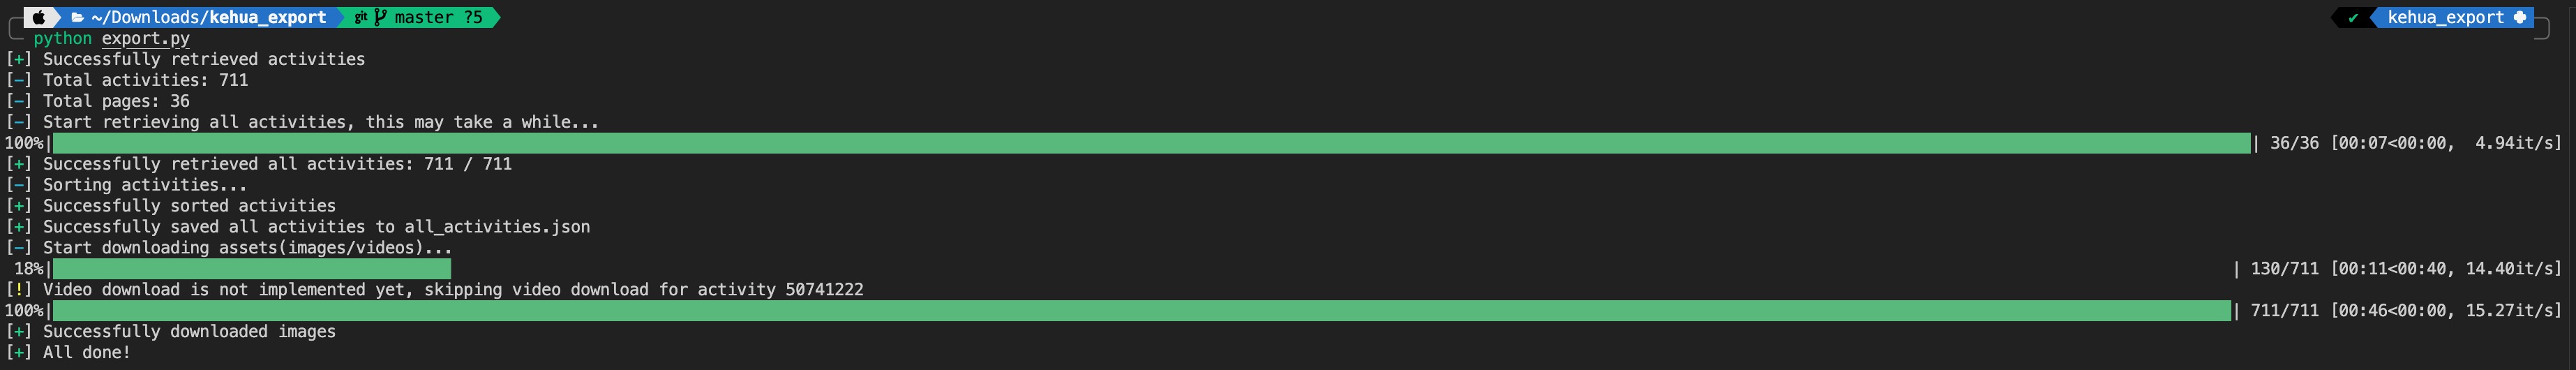 ~/Downloads/kehua_export git master ?5 ✔ kehua_export
python export.py
[+] Successfully retrieved activities
[-] Total activities: 711
[-] Total pages: 36
[-] Start retrieving all activities, this may take a while...
100%| | 36/36 [00:07<00:00, 4.94it/s]
[+] Successfully retrieved all activities: 711 / 711
[-] Sorting activities...
[+] Successfully sorted activities
[+] Successfully saved all activities to all_activities.json
[-] Start downloading assets(images/videos)...
18%| | 130/711 [00:11<00:40, 14.40it/s]
[!] Video download is not implemented yet, skipping video download for activity 50741222
100%| | 711/711 [00:46<00:00, 15.27it/s]
[+] Successfully downloaded images
[+] All done!